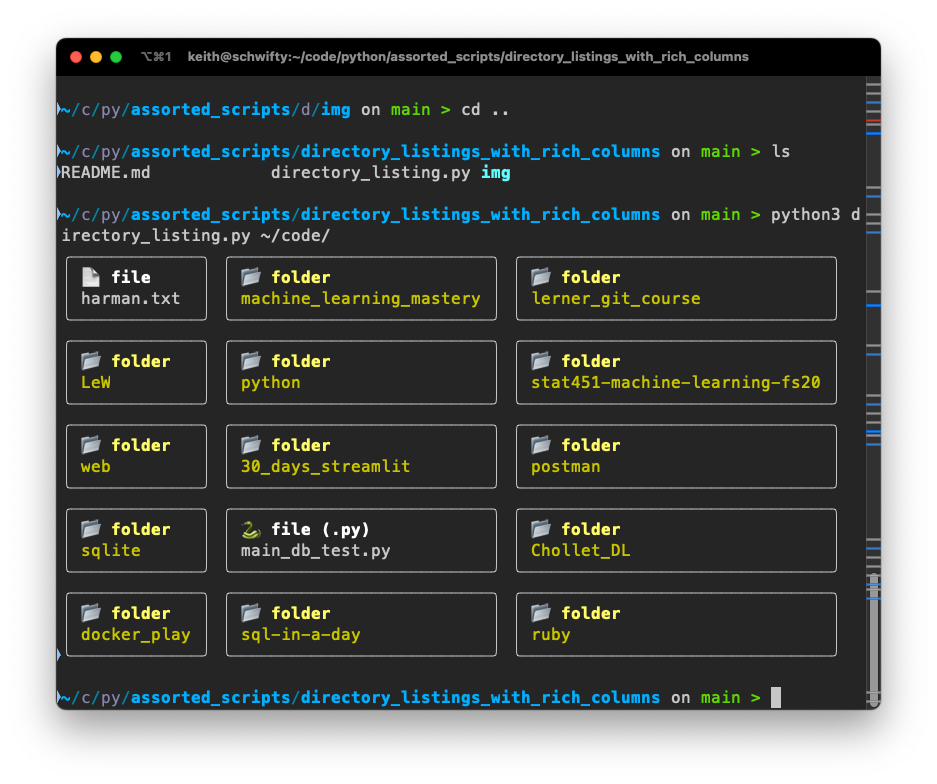 ⌥⌘1 keith@schwifty:~/code/python/assorted_scripts/directory_listings_with_rich_columns
~/c/py/assorted_scripts/d/img on main > cd ..
~/c/py/assorted_scripts/directory_listings_with_rich_columns on main > ls
README.md directory_listing.py img
~/c/py/assorted_scripts/directory_listings_with_rich_columns on main > python3 d
irectory_listing.py ~/code/
file folder folder
harman.txt machine_learning_mastery lerner_git_course
folder folder folder
LeW python stat451-machine-learning-fs20
folder folder folder
web 30_days_streamlit postman
folder file (.py) folder
sqlite main_db_test.py Chollet_DL
folder folder folder
docker_play sql-in-a-day ruby
~/c/py/assorted_scripts/directory_listings_with_rich_columns on main >